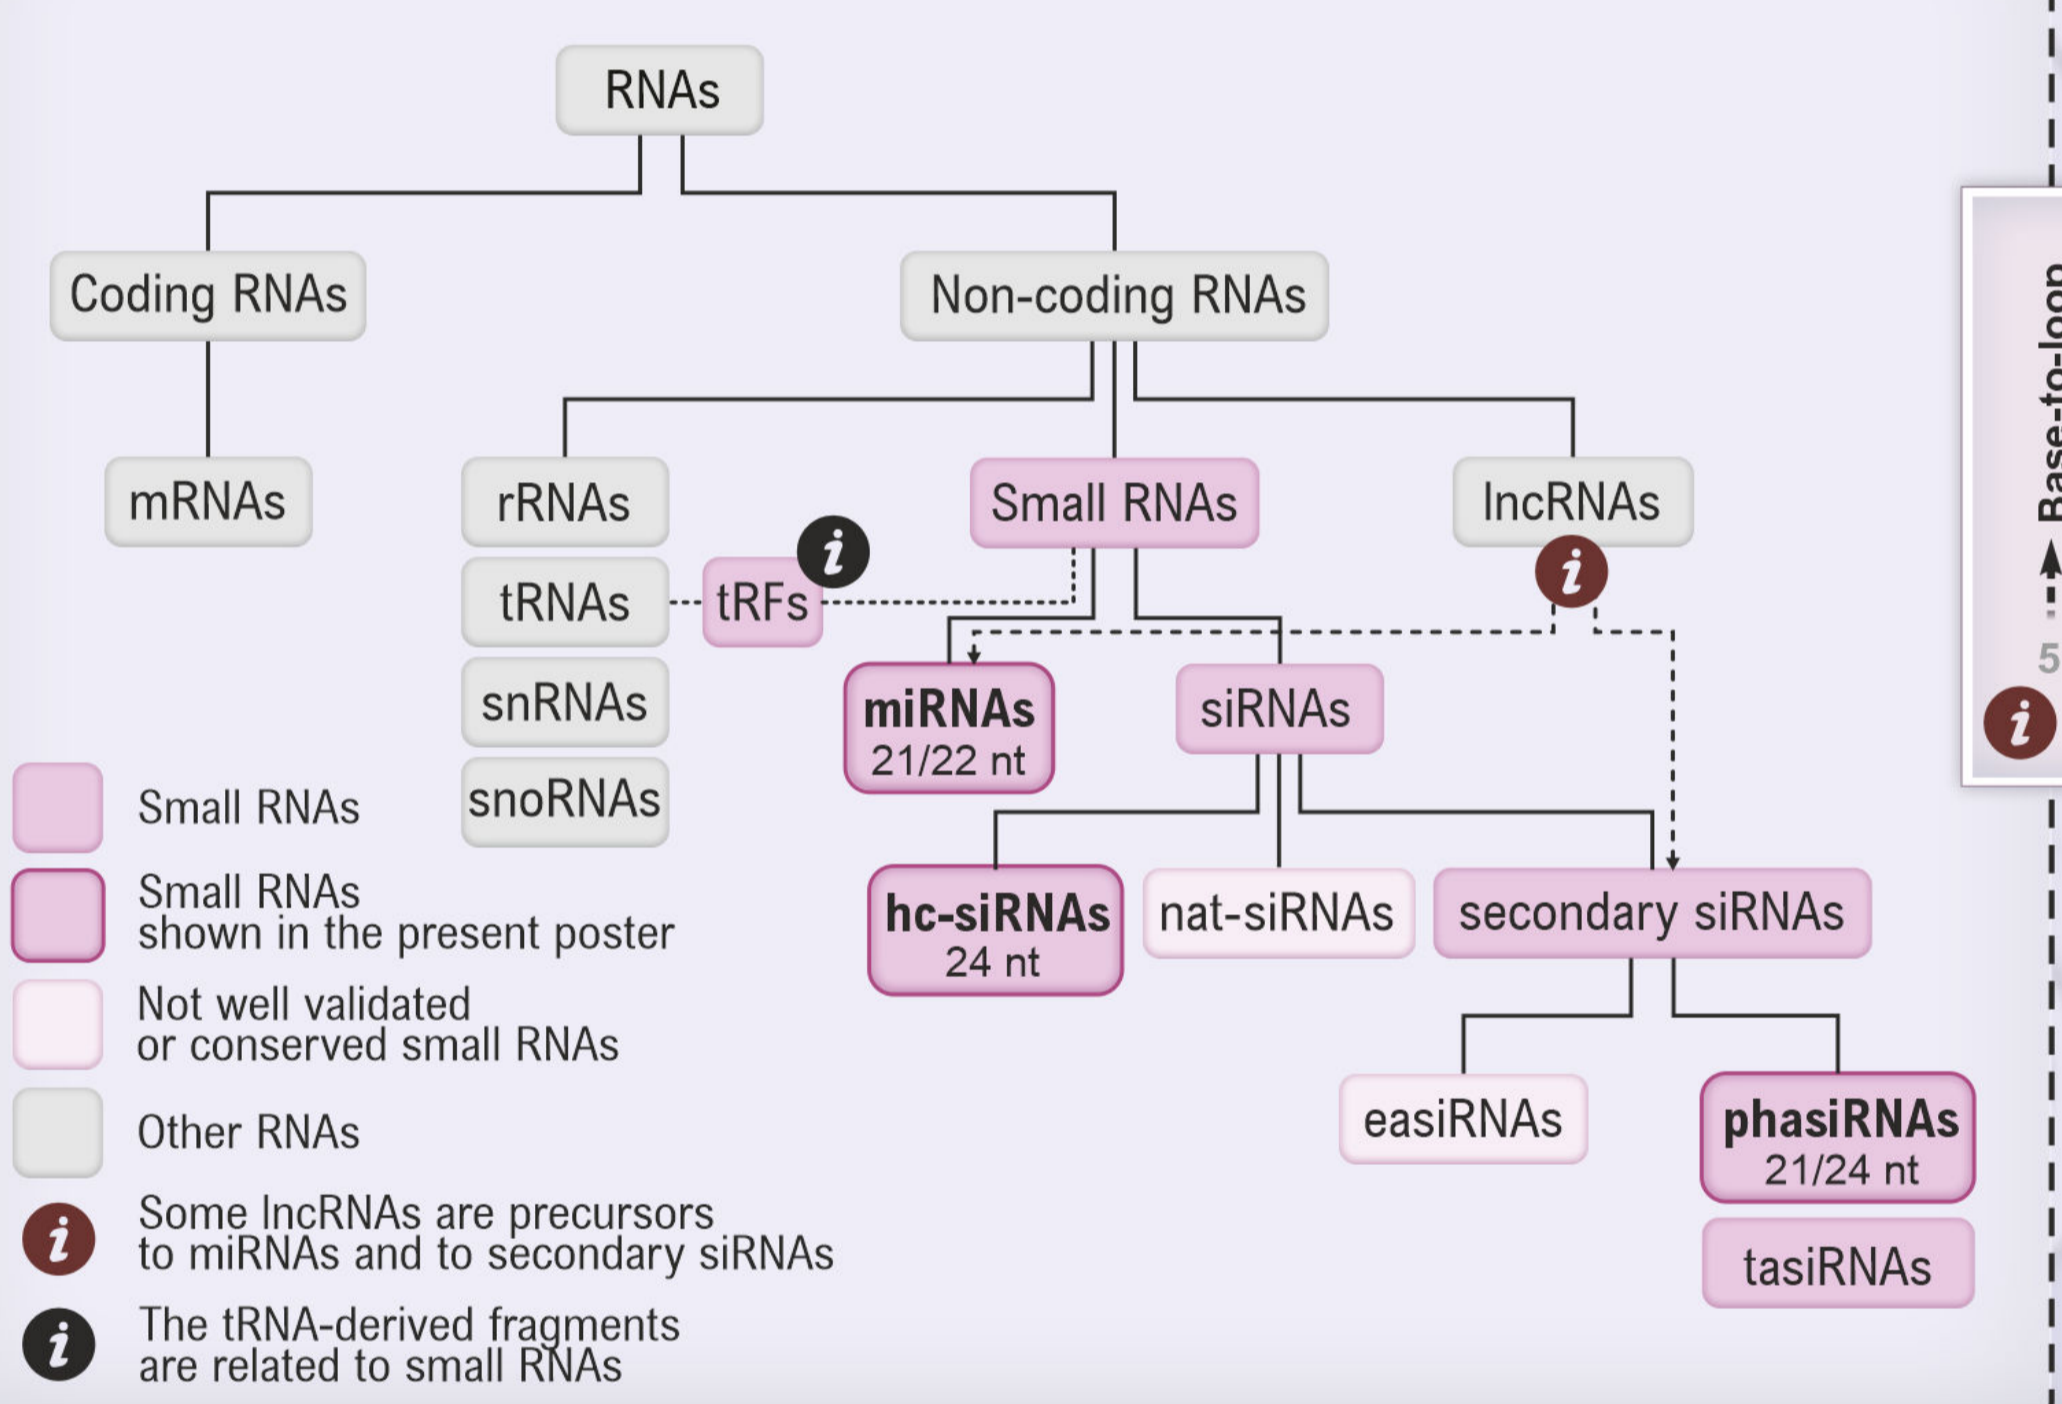 RNAs
Coding RNAs
Non-coding RNAs
mRNAs
rRNAs
Small RNAs
lncRNAs
i
i
tRNAs
tRFs
snRNAs
miRNAs
21/22 nt
siRNAs
snoRNAs
hc-siRNAs
24 nt
nat-siRNAs
secondary siRNAs
easiRNAs
phasiRNAs
21/24 nt
tasiRNAs
Small RNAs
Small RNAs
shown in the present poster
Not well validated
or conserved small RNAs
Other RNAs
i
Some lncRNAs are precursors
to miRNAs and to secondary siRNAs
i
The tRNA-derived fragments
are related to small RNAs
Base-to-loop
5
i